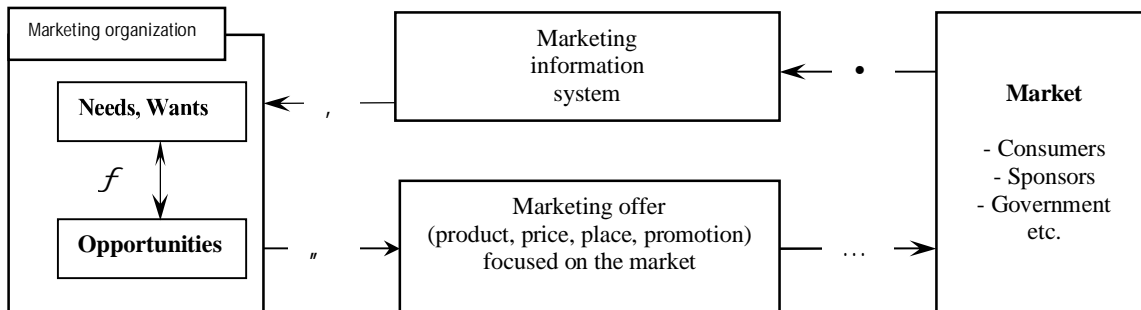 Marketing organization
Needs, Wants
ƒ
Opportunities
Marketing
information
system
•
‚
Marketing offer
(product, price, place, promotion)
focused on the market
„
…
Market
- Consumers
- Sponsors
- Government
etc.